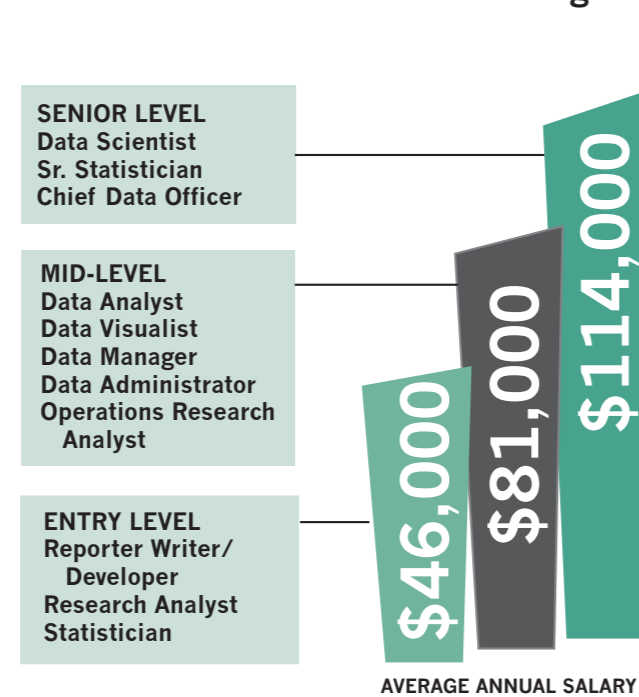 SENIOR LEVEL
Data Scientist
Sr. Statistician
Chief Data Officer
$114,000
MID-LEVEL
Data Analyst
Data Visualist
Data Manager
Data Administrator
Operations Research
Analyst
$81,000
ENTRY LEVEL
Reporter Writer/
Developer
Research Analyst
Statistician
$46,000
AVERAGE ANNUAL SALARY